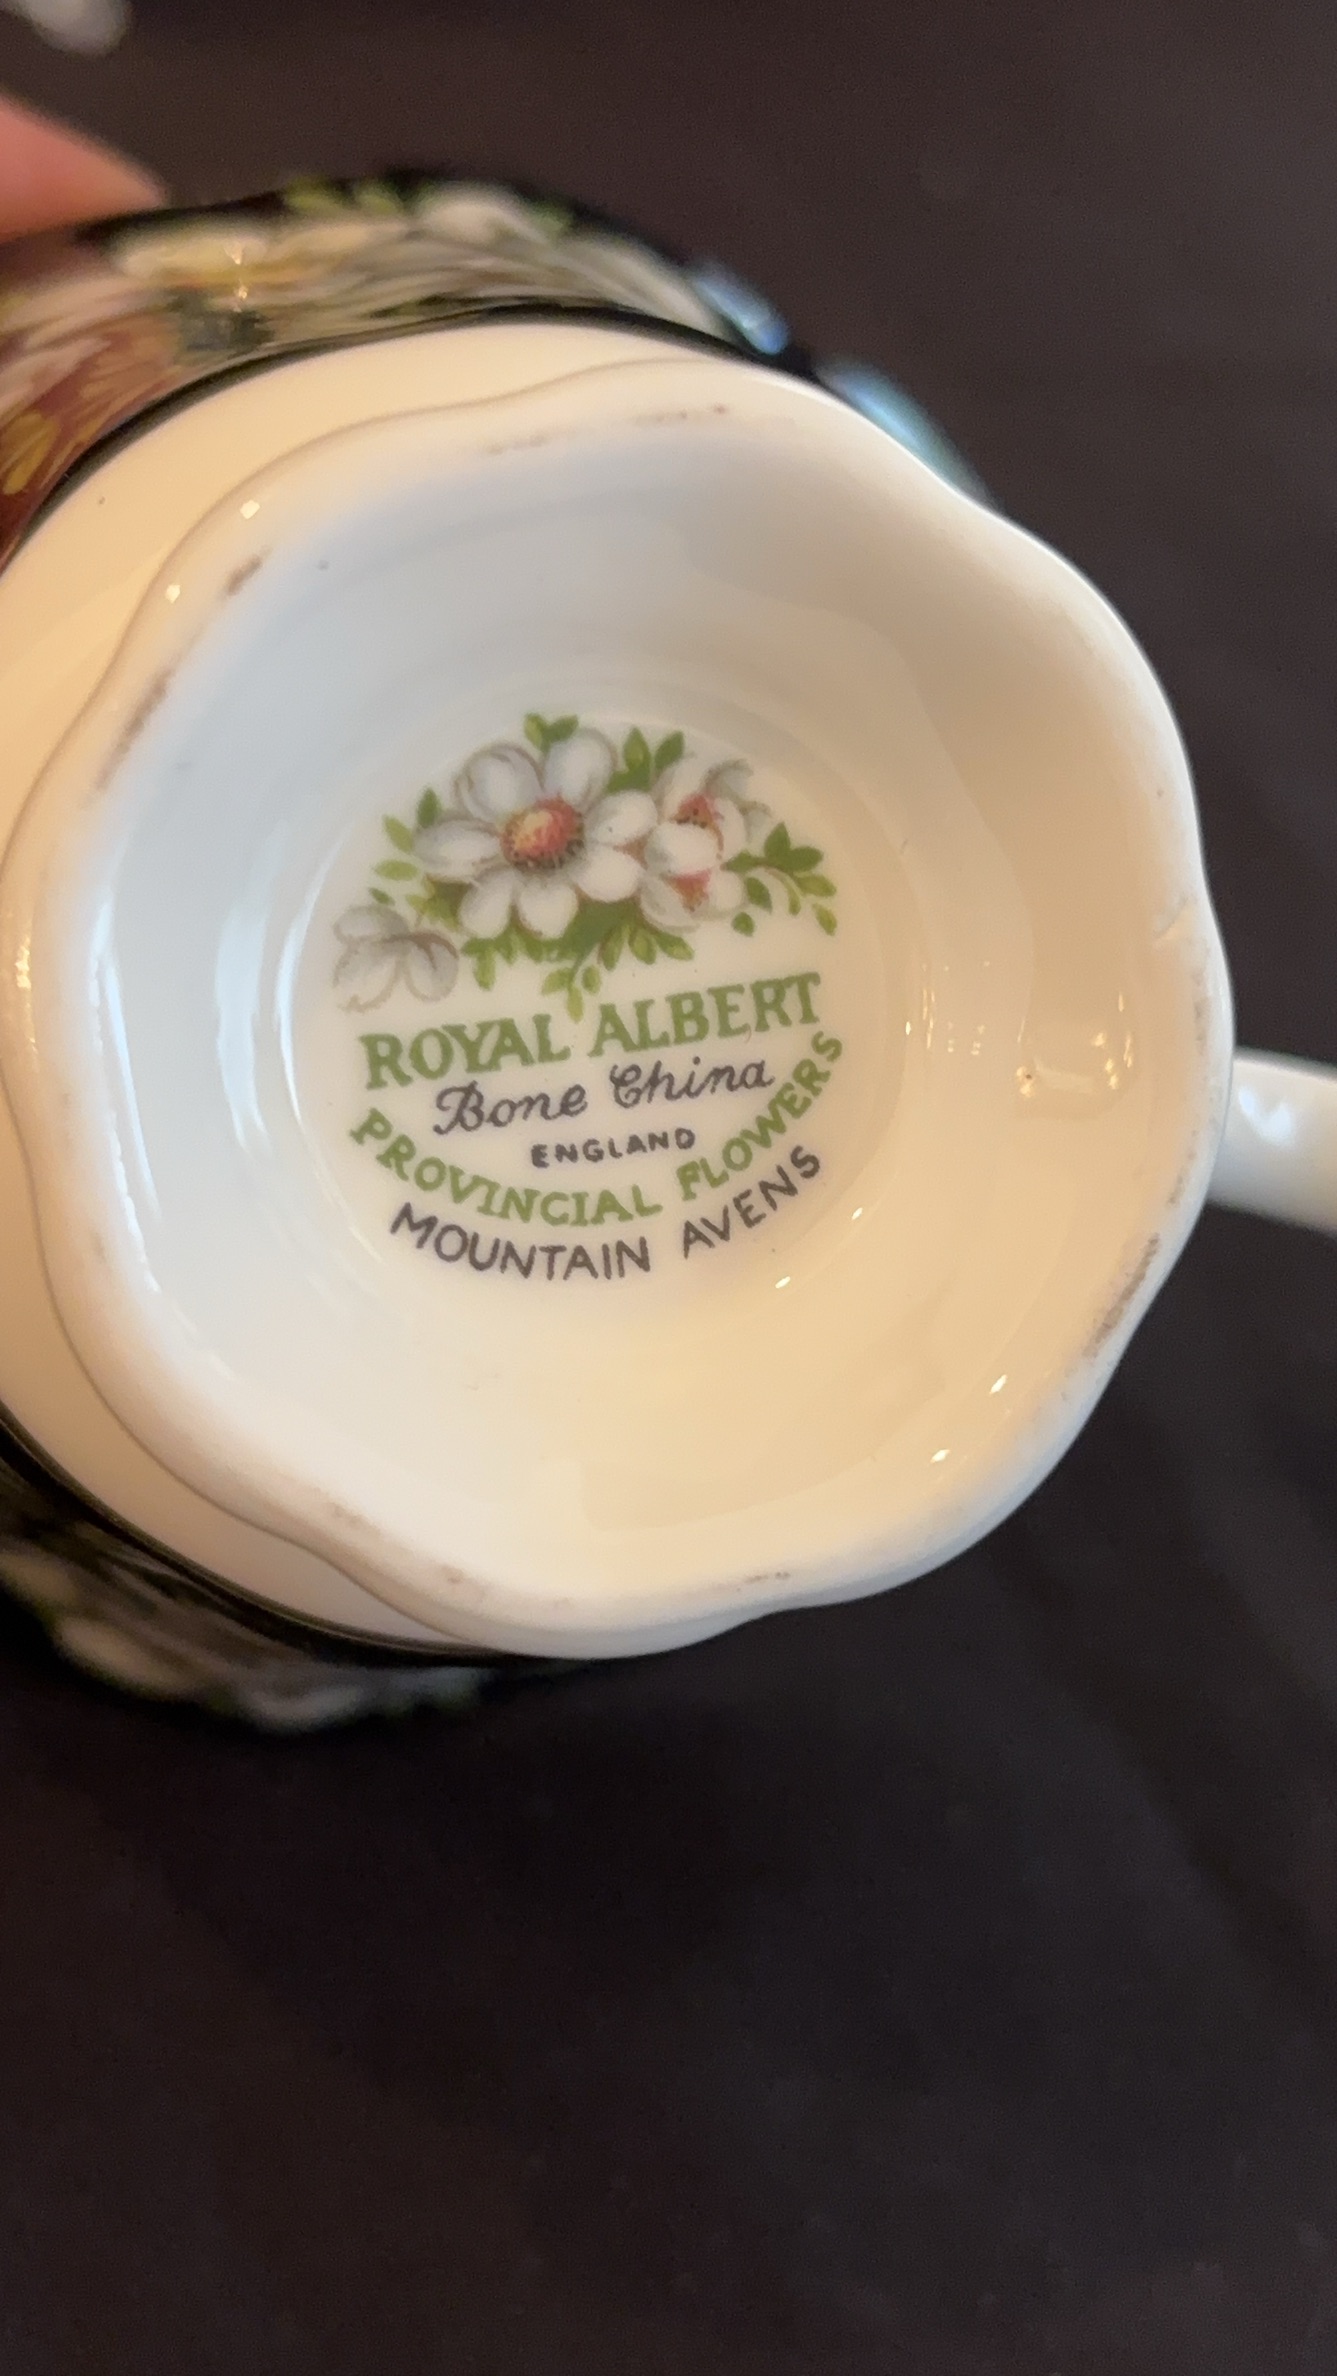 ROYAL ALBERT
Bone China
ENGLAND
PROVINCIAL FLOWERS
MOUNTAIN AVENS